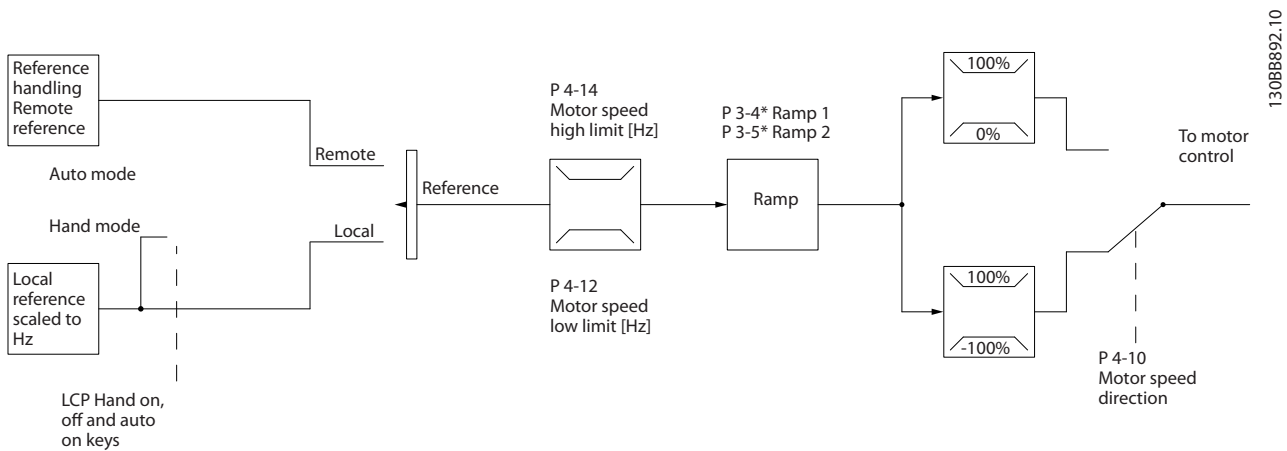 130BB892.10
Reference
handling
Remote
reference
Auto mode
Remote
Hand mode
Local
Local
reference
scaled to
Hz
LCP Hand on,
off and auto
on keys
Reference
P 4-14
Motor speed
high limit [Hz]
P 4-12
Motor speed
low limit [Hz]
P 3-4* Ramp 1
P 3-5* Ramp 2
Ramp
100%
0%
100%
-100%
To motor
control
P 4-10
Motor speed
direction